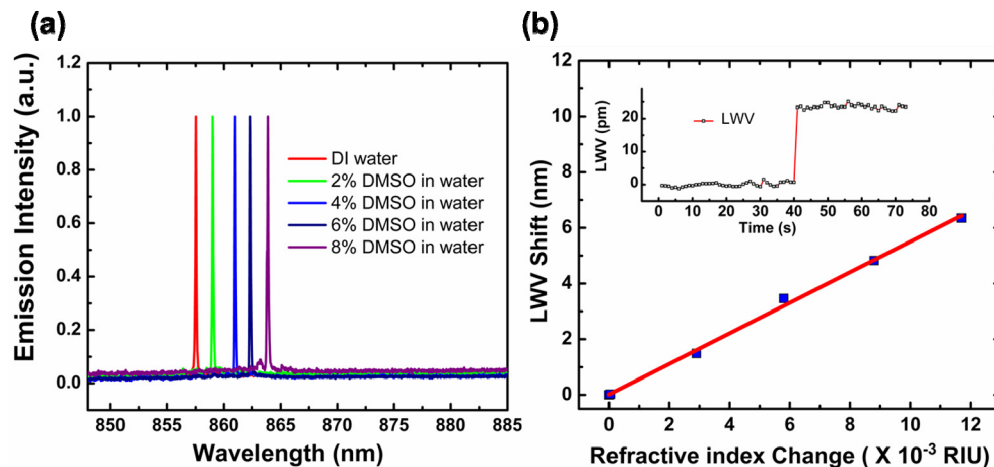 (a)
Emission Intensity (a.u.)
1.2
1.0
0.8
0.6
0.4
0.2
0.0
DI water
2% DMSO in water
4% DMSO in water
6% DMSO in water
8% DMSO in water
850 855 860 865 870 875 880 885
Wavelength (nm)
(b)
LWV Shift (nm)
12
10
8
6
4
2
0
LWV (pm)
20
10
0
LWV
0 10 20 30 40 50 60 70 80
Time (s)
0 2 4 6 8 10 12
Refractive index Change ( X 10⁻³ RIU)